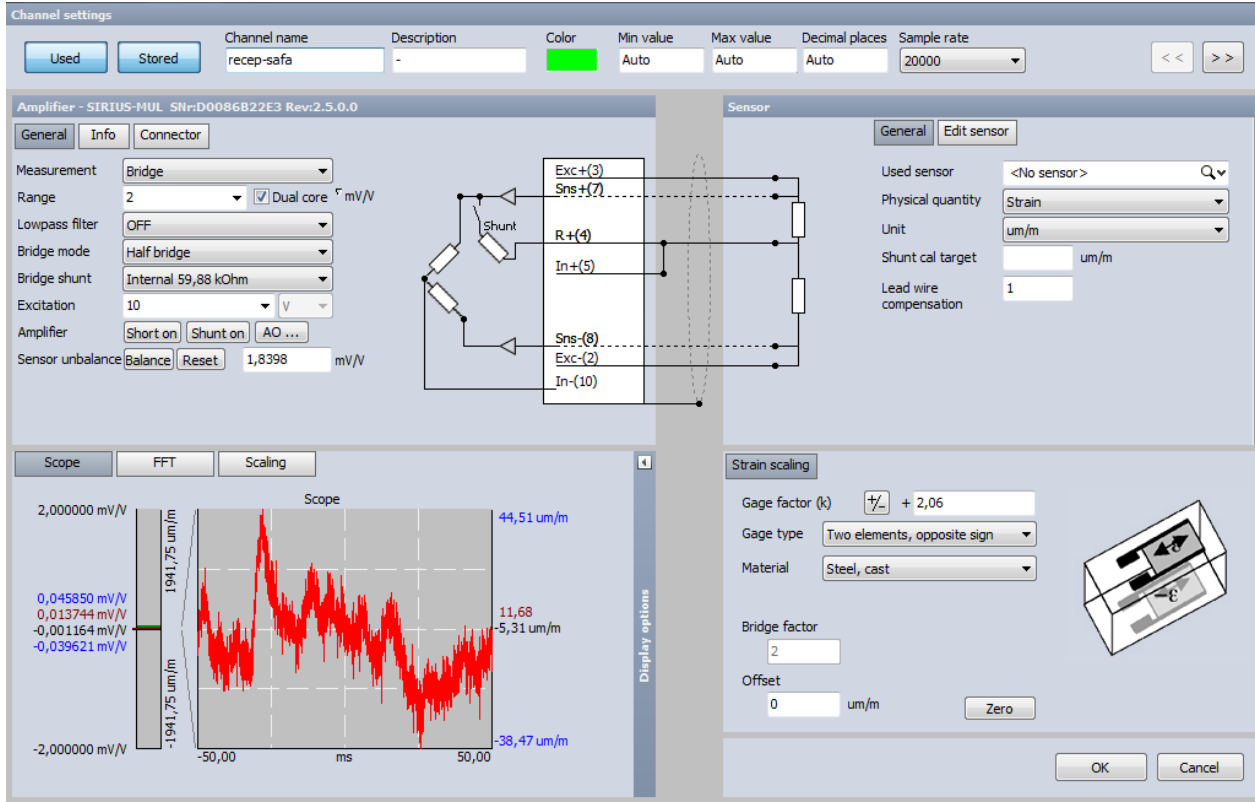 Channel settings
Used
Stored
Channel name
recep-safa
Description
-
Color
Min value
Auto
Max value
Auto
Decimal places
Auto
Sample rate
20000
<<
>>
Amplifier - SIRIUS-MUL SNr:D0086B22E3 Rev:2.5.0.0
General
Info
Connector
Measurement
Bridge
Range
2
Dual core
mV/V
Lowpass filter
OFF
Bridge mode
Half bridge
Bridge shunt
Internal 59,88 kOhm
Excitation
10
V
Amplifier
Short on
Shunt on
AO ...
Sensor unbalance
Balance
Reset
1,8398
mV/V
Shunt
Exc+(3)
Sns+(7)
R+(4)
In+(5)
Sns-(8)
Exc-(2)
In-(10)
Sensor
General
Edit sensor
Used sensor
<No sensor>
Physical quantity
Strain
Unit
um/m
Shunt cal target
um/m
Lead wire
compensation
1
Scope
FFT
Scaling
Scope
2,000000 mV/V
0,045850 mV/V
0,013744 mV/V
-0,001164 mV/V
-0,039621 mV/V
-2,000000 mV/V
1941,75 um/m
-1941,75 um/m
44,51 um/m
11,68
-5,31 um/m
-38,47 um/m
-50,00
ms
50,00
Display options
Strain scaling
Gage factor (k)
+/-
+ 2,06
Gage type
Two elements, opposite sign
Material
Steel, cast
Bridge factor
2
Offset
0
um/m
Zero
OK
Cancel